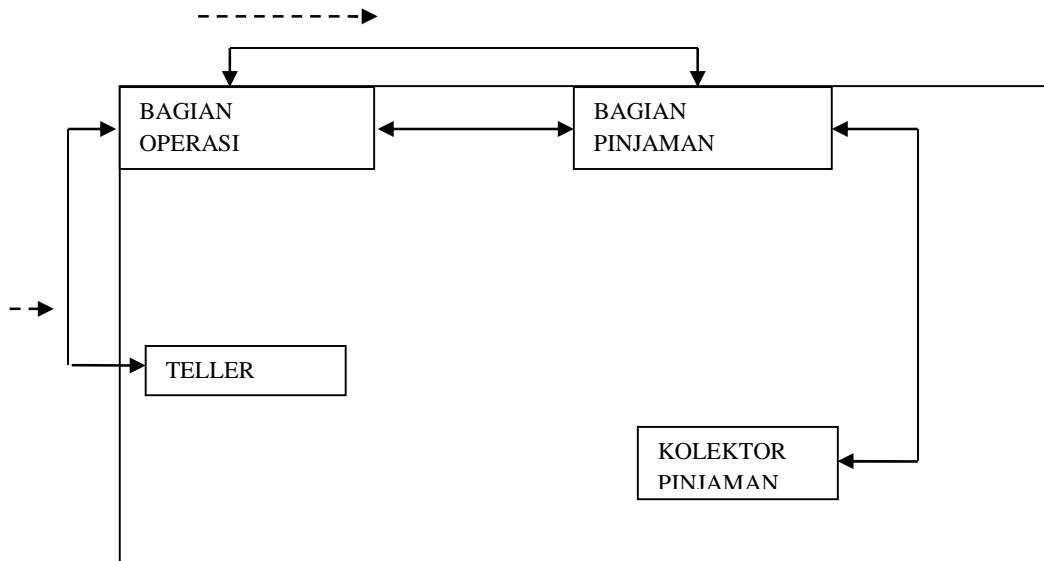 BAGIAN
OPERASI
BAGIAN
PINJAMAN
TELLER
KOLEKTOR
PINJAMAN